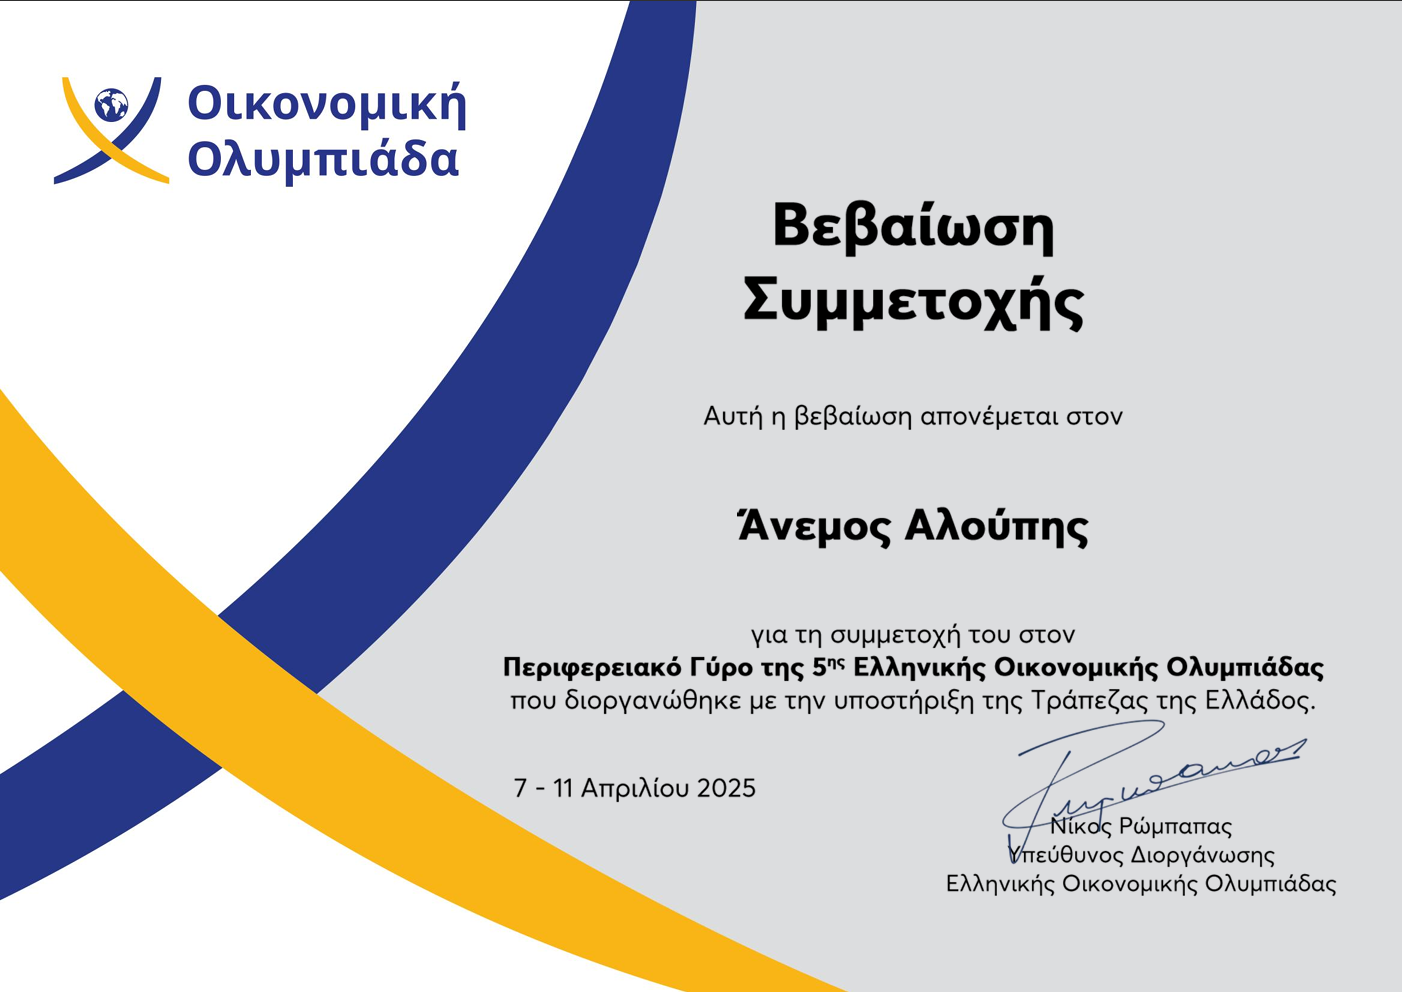 Οικονομική
Ολυμπιάδα
Βεβαίωση
Συμμετοχής
Αυτή η βεβαίωση απονέμεται στον
Άνεμος Αλούπης
για τη συμμετοχή του στον
Περιφερειακό Γύρο της 5ης Ελληνικής Οικονομικής Ολυμπιάδας
που διοργανώθηκε με την υποστήριξη της Τράπεζας της Ελλάδος.
7 - 11 Απριλίου 2025
Νίκος Ρώμπαπας
Υπεύθυνος Διοργάνωσης
Ελληνικής Οικονομικής Ολυμπιάδας